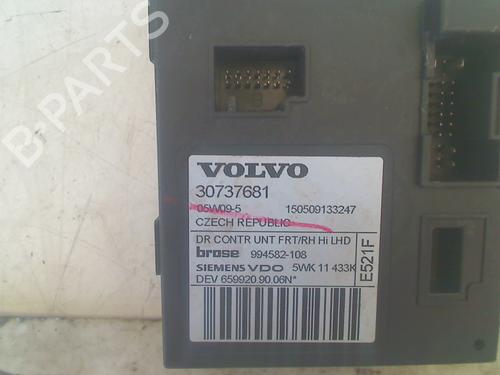 B
VOLVO
30737681
05W09-5 150509133247
CZECH REPUBLIC
DR CONTR UNT FRT/RH Hi LHD
brose 994582-108
SIEMENS VDO 5WK 11 433K
DEV 659920 90.06N*
E521F
B-PARTS